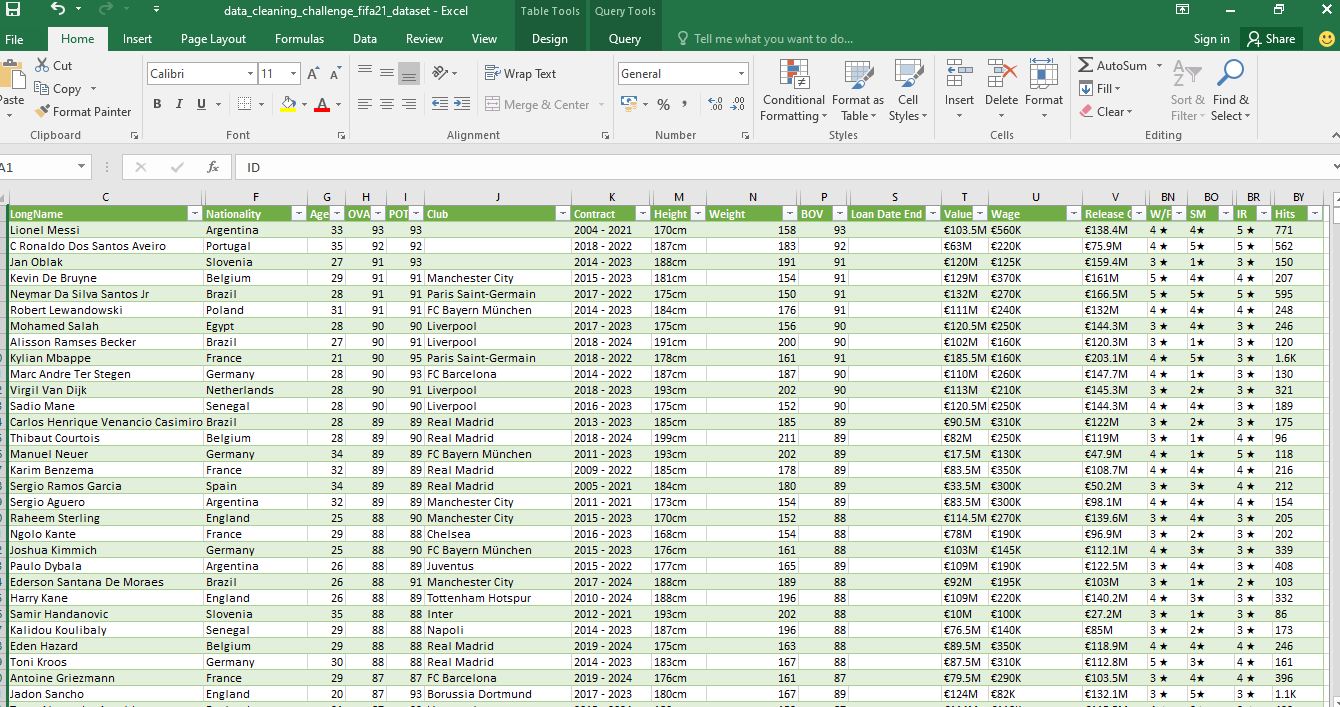 data_cleaning_challenge_fifa21_dataset - Excel
Table Tools Query Tools
File Home Insert Page Layout Formulas Data Review View Design Query Tell me what you want to do... Sign in Share
Cut
Copy
Format Painter
Paste
Clipboard
Calibri 11
B I U
Font
Wrap Text
Merge & Center
Alignment
General
Number
Conditional Formatting
Format as Table
Cell Styles
Styles
Insert Delete Format
Cells
AutoSum
Fill
Clear
Sort & Filter
Find & Select
Editing
A1 fx ID
C F G H I J K M N P S T U V BN BO BR BY
LongName Nationality Age OVA POT Club Contract Height Weight BOV Loan Date End Value Wage Release W/F SM IR Hits
Lionel Messi Argentina 33 93 93 2004 - 2021 170cm 158 93 €103.5M €560K €138.4M 4 ★ 4★ 5 ★ 771
C Ronaldo Dos Santos Aveiro Portugal 35 92 92 2018 - 2022 187cm 183 92 €63M €220K €75.9M 4 ★ 5★ 5 ★ 562
Jan Oblak Slovenia 27 91 93 2014 - 2023 188cm 191 91 €120M €125K €159.4M 3 ★ 1★ 3 ★ 150
Kevin De Bruyne Belgium 29 91 91 Manchester City 2015 - 2023 181cm 154 91 €129M €370K €161M 5 ★ 4★ 4 ★ 207
Neymar Da Silva Santos Jr Brazil 28 91 91 Paris Saint-Germain 2017 - 2022 175cm 150 91 €132M €270K €166.5M 5 ★ 5★ 5 ★ 595
Robert Lewandowski Poland 31 91 91 FC Bayern München 2014 - 2023 184cm 176 91 €111M €240K €132M 4 ★ 4★ 4 ★ 248
Mohamed Salah Egypt 28 90 90 Liverpool 2017 - 2023 175cm 156 90 €120.5M €250K €144.3M 3 ★ 4★ 3 ★ 246
Alisson Ramses Becker Brazil 27 90 91 Liverpool 2018 - 2024 191cm 200 90 €102M €160K €120.3M 3 ★ 1★ 3 ★ 120
Kylian Mbappe France 21 90 95 Paris Saint-Germain 2018 - 2022 178cm 161 91 €185.5M €160K €203.1M 4 ★ 5★ 3 ★ 1.6K
Marc Andre Ter Stegen Germany 28 90 93 FC Barcelona 2014 - 2022 187cm 187 90 €110M €260K €147.7M 4 ★ 1★ 3 ★ 130
Virgil Van Dijk Netherlands 28 90 91 Liverpool 2018 - 2023 193cm 202 90 €113M €210K €145.3M 3 ★ 2★ 3 ★ 321
Sadio Mane Senegal 28 90 90 Liverpool 2016 - 2023 175cm 152 90 €120.5M €250K €144.3M 4 ★ 4★ 3 ★ 189
Carlos Henrique Venancio Casimiro Brazil 28 89 89 Real Madrid 2013 - 2023 185cm 185 89 €90.5M €310K €122M 3 ★ 2★ 3 ★ 175
Thibaut Courtois Belgium 28 89 90 Real Madrid 2018 - 2024 199cm 211 89 €82M €250K €119M 3 ★ 1★ 4 ★ 96
Manuel Neuer Germany 34 89 89 FC Bayern München 2011 - 2023 193cm 202 89 €17.5M €130K €47.9M 4 ★ 1★ 5 ★ 118
Karim Benzema France 32 89 89 Real Madrid 2009 - 2022 185cm 178 89 €83.5M €350K €108.7M 4 ★ 4★ 4 ★ 216
Sergio Ramos Garcia Spain 34 89 89 Real Madrid 2005 - 2021 184cm 180 89 €33.5M €300K €50.2M 3 ★ 3★ 4 ★ 212
Sergio Aguero Argentina 32 89 89 Manchester City 2011 - 2021 173cm 154 89 €83.5M €300K €98.1M 4 ★ 4★ 4 ★ 154
Raheem Sterling England 25 88 90 Manchester City 2015 - 2023 170cm 152 88 €114.5M €270K €139.6M 3 ★ 4★ 3 ★ 205
Ngolo Kante France 29 88 88 Chelsea 2016 - 2023 168cm 154 88 €78M €190K €96.9M 3 ★ 2★ 3 ★ 202
Joshua Kimmich Germany 25 88 90 FC Bayern München 2015 - 2023 176cm 161 88 €103M €145K €112.1M 4 ★ 3★ 3 ★ 339
Paulo Dybala Argentina 26 88 89 Juventus 2015 - 2022 177cm 165 89 €109M €190K €122.5M 3 ★ 4★ 3 ★ 408
Ederson Santana De Moraes Brazil 26 88 91 Manchester City 2017 - 2024 188cm 189 88 €92M €195K €103M 3 ★ 1★ 2 ★ 103
Harry Kane England 26 88 89 Tottenham Hotspur 2010 - 2024 188cm 196 88 €109M €220K €140.2M 4 ★ 3★ 3 ★ 332
Samir Handanovic Slovenia 35 88 88 Inter 2012 - 2021 193cm 202 88 €10M €100K €27.2M 3 ★ 1★ 3 ★ 86
Kalidou Koulibaly Senegal 29 88 88 Napoli 2014 - 2023 187cm 196 88 €76.5M €140K €85M 3 ★ 2★ 3 ★ 173
Eden Hazard Belgium 29 88 88 Real Madrid 2019 - 2024 175cm 163 88 €89.5M €350K €118.9M 4 ★ 4★ 4 ★ 246
Toni Kroos Germany 30 88 88 Real Madrid 2014 - 2023 183cm 167 88 €87.5M €310K €112.8M 5 ★ 3★ 4 ★ 161
Antoine Griezmann France 29 87 87 FC Barcelona 2019 - 2024 176cm 161 87 €79.5M €290K €103.5M 3 ★ 4★ 4 ★ 396
Jadon Sancho England 20 87 93 Borussia Dortmund 2017 - 2023 180cm 167 89 €124M €82K €132.1M 3 ★ 5★ 3 ★ 1.1K